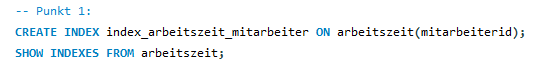 -- Punkt 1:
CREATE INDEX index_arbeitszeit_mitarbeiter ON arbeitszeit(mitarbeiterid);
SHOW INDEXES FROM arbeitszeit;